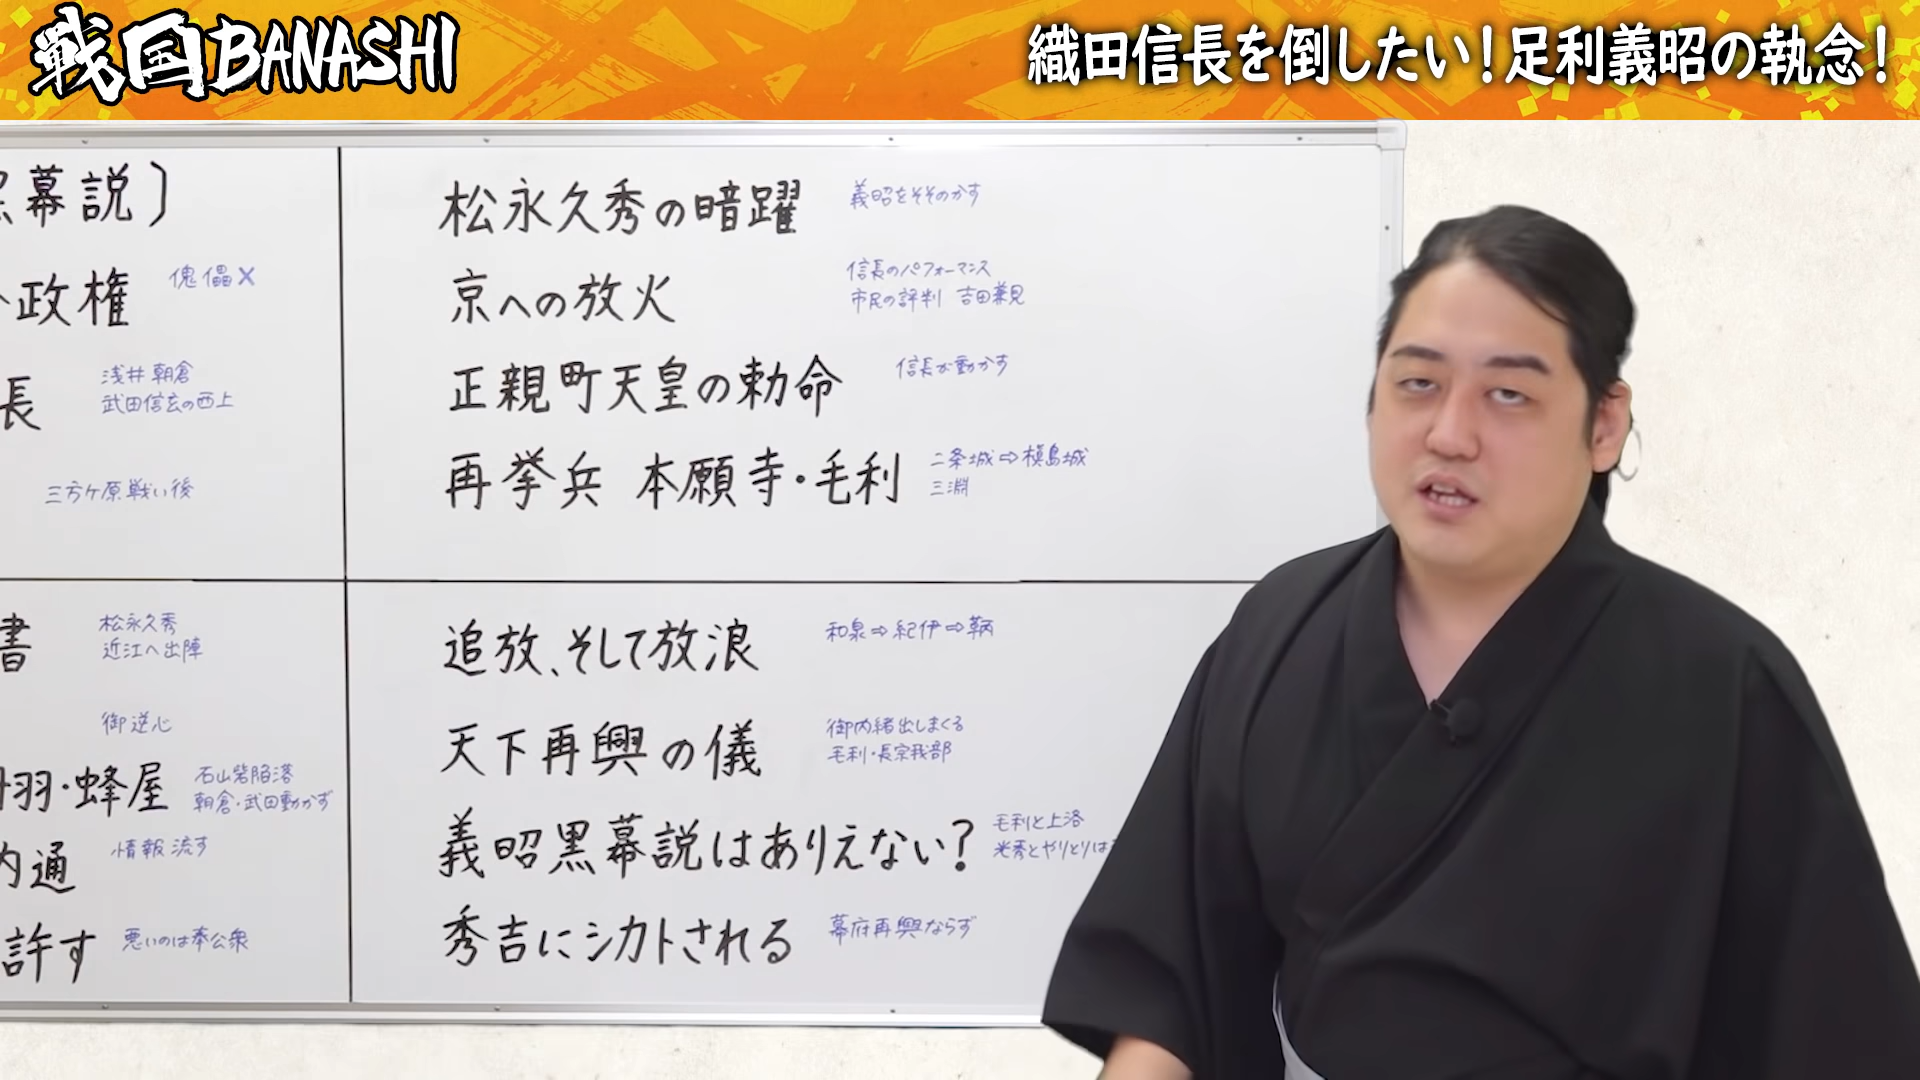 戦国BANASHI
織田信長を倒したい！足利義昭の執念！
幕説〕
政権 傀儡×
長 浅井朝倉
武田信玄の西上
三方ヶ原戦い後
松永久秀の暗躍 義昭をそそのかす
京への放火 信長のパフォーマンス
市民の評判 吉田兼見
正親町天皇の勅命 信長が動かす
再挙兵 本願寺・毛利 二条城⇨槙島城
三淵
書 松永久秀
近江へ出陣
御逆心
羽・蜂屋 石山砦陥落
朝倉・武田動かず
内通 情報流す
許す 悪いのは奉公衆
追放、そして放浪 和泉⇨紀伊⇨鞆
天下再興の儀 御内緒出しまくる
毛利・長宗我部
義昭黒幕説はありえない？ 毛利と上洛
光秀とやりとりは
秀吉にシカトされる 幕府再興ならず